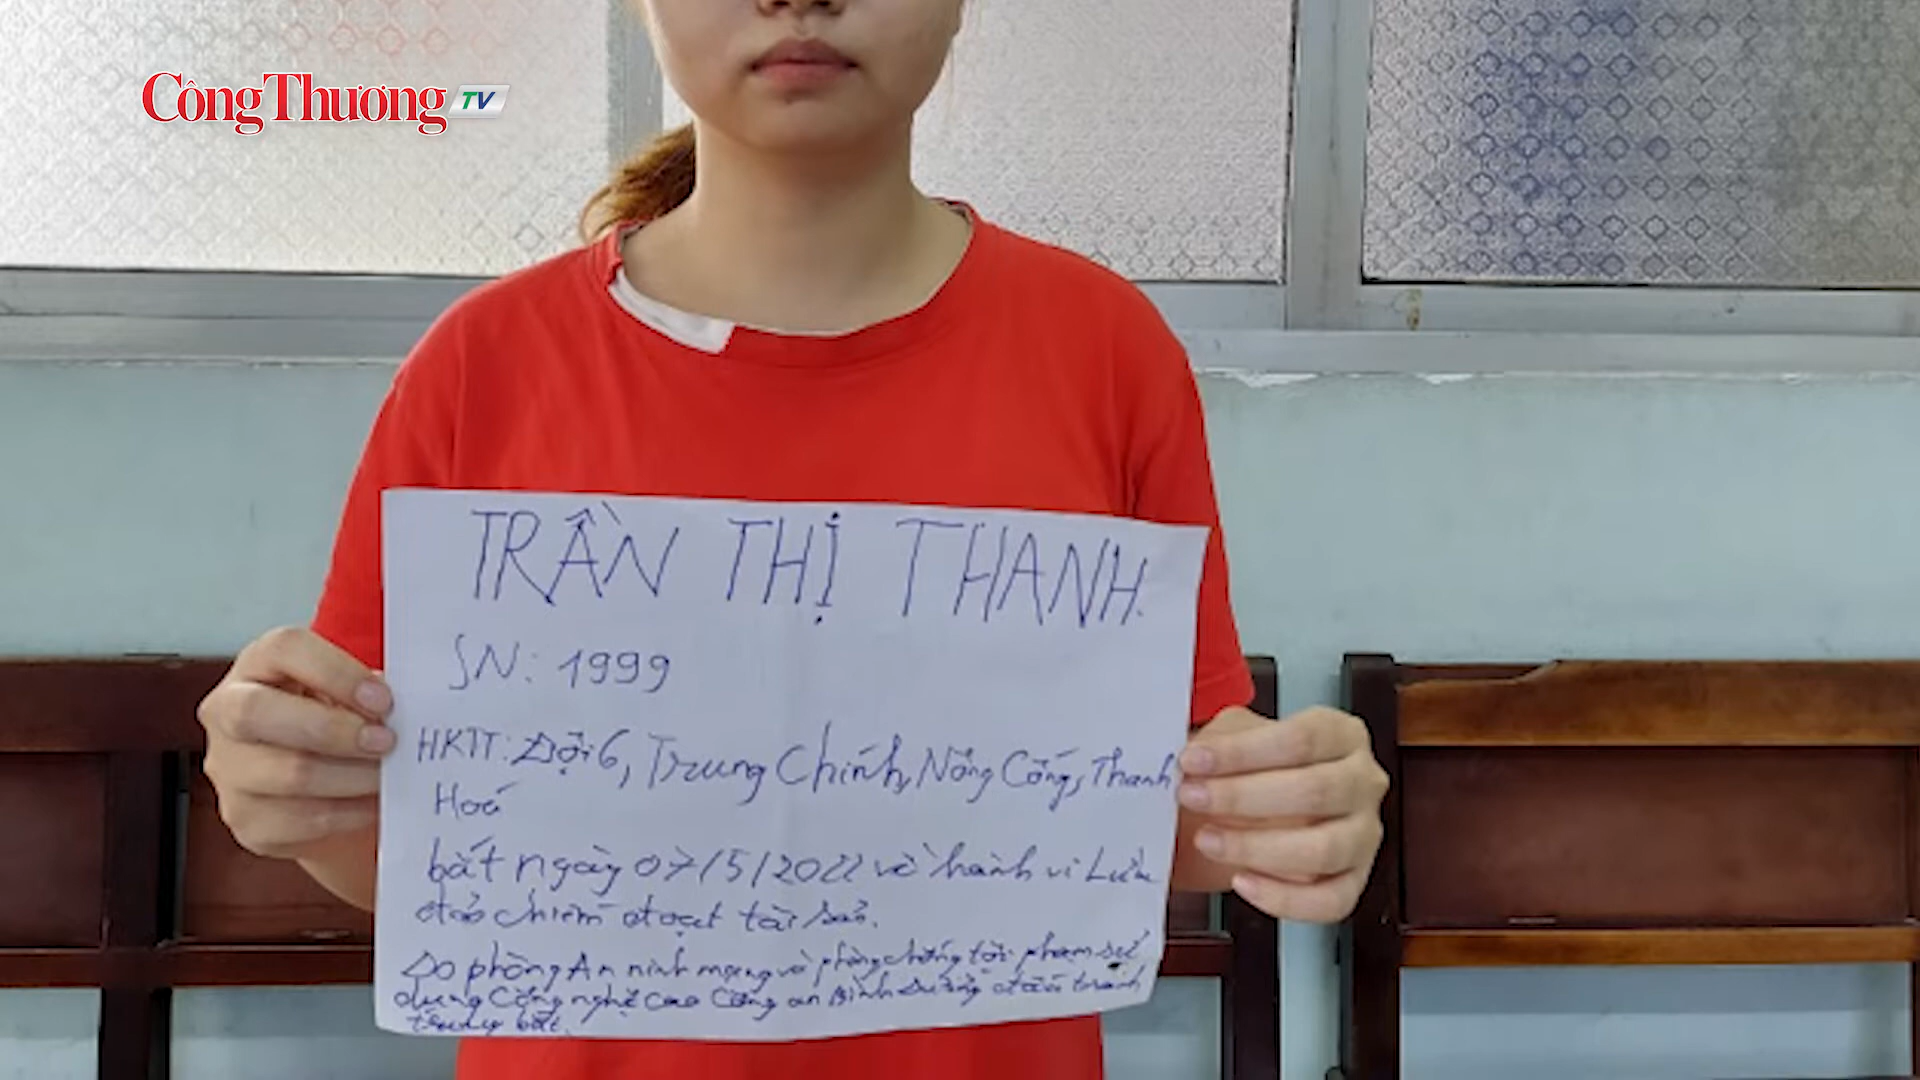 Công Thương TV
TRẦN THỊ THANH.
SN: 1999
HKTT: Đội 6, Trung Chính, Nông Cống, Thanh
Hoá
bắt ngày 07/5/2022 về hành vi Lừa
đảo chiếm đoạt tài sản.
Do phòng An ninh mạng và phòng chống tội phạm sử
dụng Công nghệ cao Công an Bình Dương đấu tranh
trung bắt.